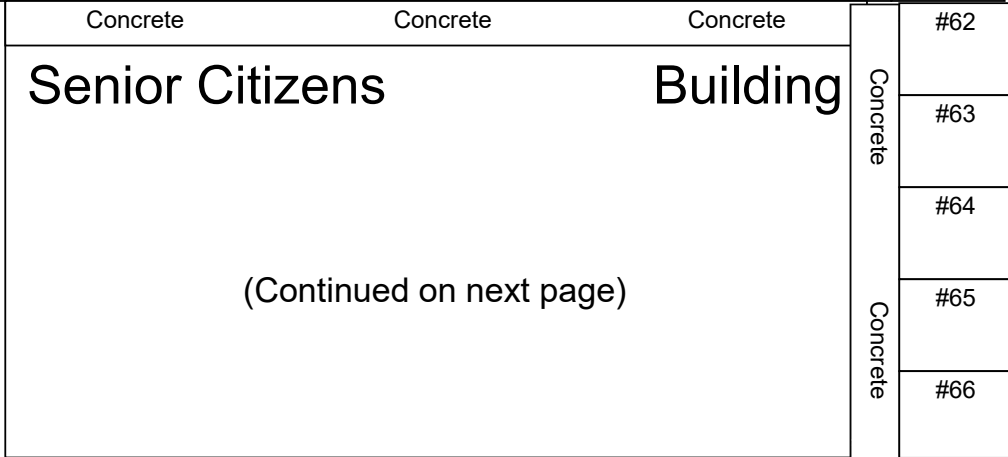 Concrete Concrete Concrete
#62
Senior Citizens Building
Concrete
#63
#64
(Continued on next page)
#65
Concrete
#66